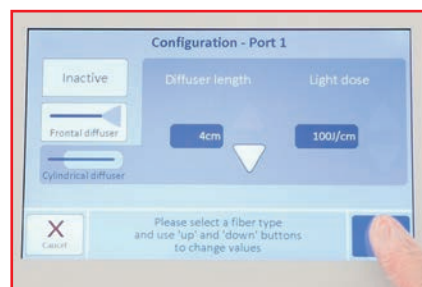 Configuration - Port 1
Inactive
Diffuser length
Light dose
Frontal diffuser
4cm
100J/cm
Cylindrical diffuser
X
Cancel
Please select a fiber type
and use 'up' and 'down' buttons
to change values